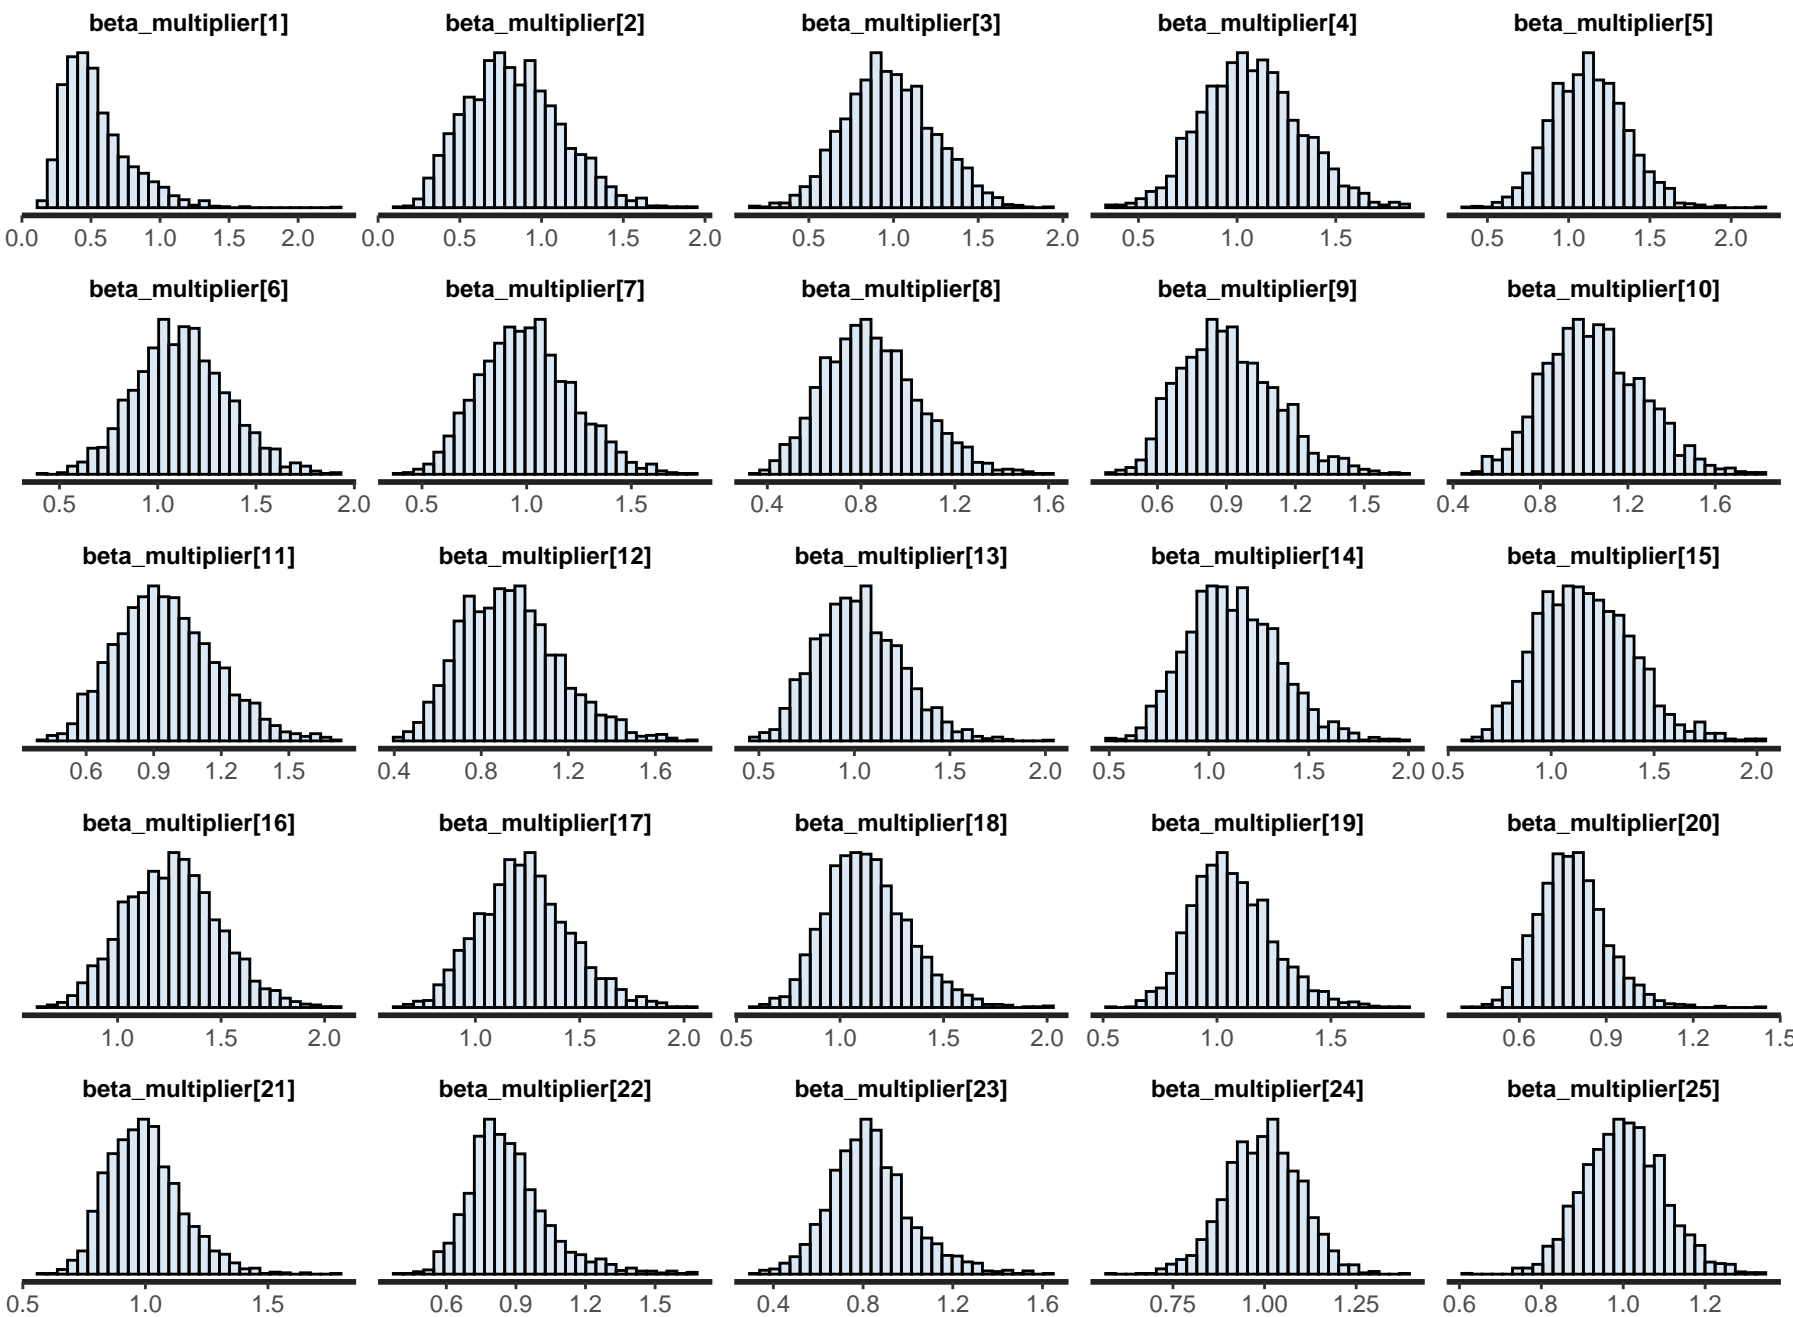 beta_multiplier[1] beta_multiplier[2] beta_multiplier[3] beta_multiplier[4] beta_multiplier[5]
0.0 0.5 1.0 1.5 2.0 0.0 0.5 1.0 1.5 2.0 0.5 1.0 1.5 2.0 0.5 1.0 1.5 0.5 1.0 1.5 2.0
beta_multiplier[6] beta_multiplier[7] beta_multiplier[8] beta_multiplier[9] beta_multiplier[10]
0.5 1.0 1.5 2.0 0.5 1.0 1.5 0.4 0.8 1.2 1.6 0.6 0.9 1.2 1.5 0.4 0.8 1.2 1.6
beta_multiplier[11] beta_multiplier[12] beta_multiplier[13] beta_multiplier[14] beta_multiplier[15]
0.6 0.9 1.2 1.5 0.4 0.8 1.2 1.6 0.5 1.0 1.5 2.0 0.5 1.0 1.5 2.0 0.5 1.0 1.5 2.0
beta_multiplier[16] beta_multiplier[17] beta_multiplier[18] beta_multiplier[19] beta_multiplier[20]
1.0 1.5 2.0 1.0 1.5 2.0 0.5 1.0 1.5 2.0 0.5 1.0 1.5 0.6 0.9 1.2 1.5
beta_multiplier[21] beta_multiplier[22] beta_multiplier[23] beta_multiplier[24] beta_multiplier[25]
0.5 1.0 1.5 0.6 0.9 1.2 1.5 0.4 0.8 1.2 1.6 0.75 1.00 1.25 0.6 0.8 1.0 1.2